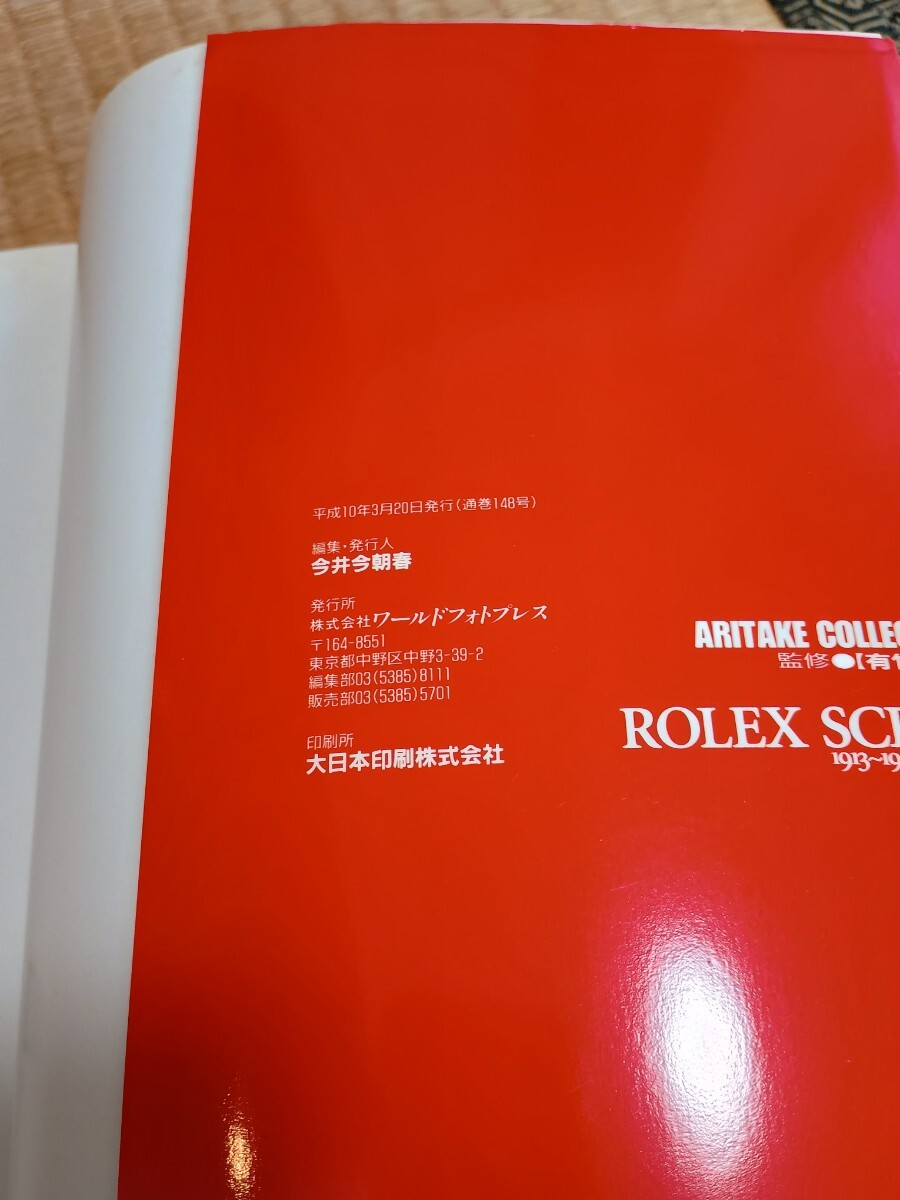 平成10年3月20日発行(通巻148号)
編集・発行人
今井今朝春
発行所
株式会社ワールドフォトプレス
〒164-8551
東京都中野区中野3-39-2
編集部03(5385)8111
販売部03(5385)5701
印刷所
大日本印刷株式会社
ARITAKE
監修●[有
ROLEX
1913~19